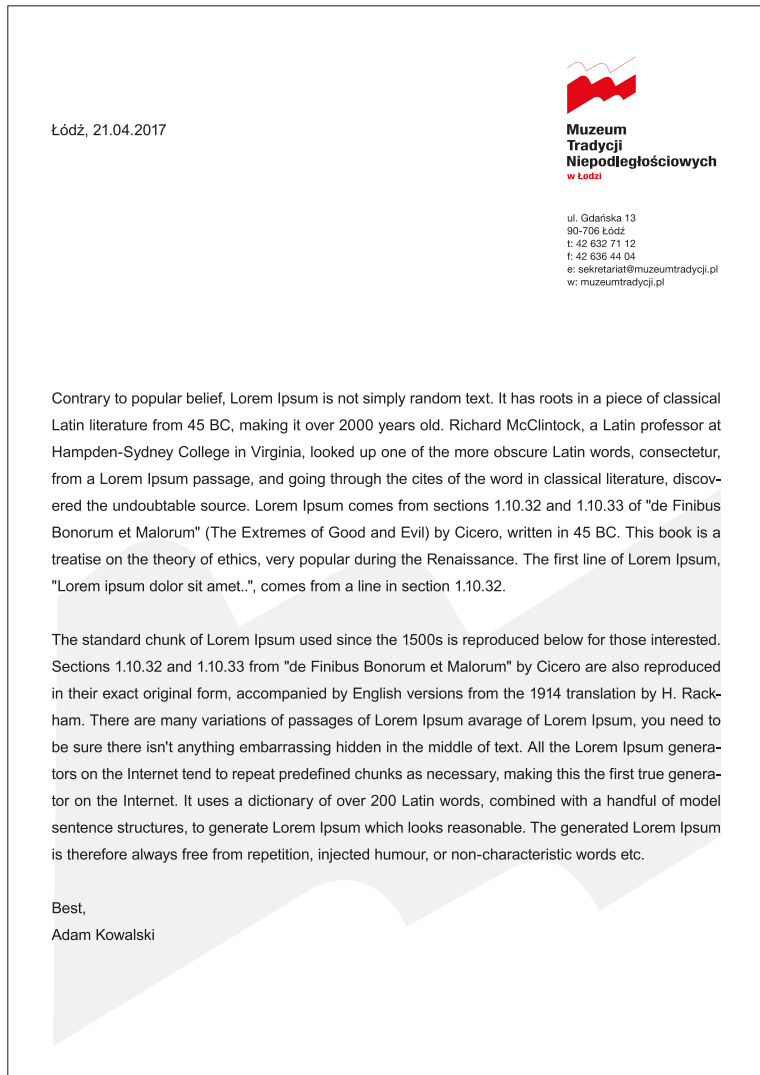 Łódź, 21.04.2017
Muzeum
Tradycji
Niepodległościowych
w Łodzi
ul. Gdańska 13
90-706 Łódź
t: 42 632 71 12
f: 42 636 44 04
e: sekretariat@muzeumtradycji.pl
w: muzeumtradycji.pl
Contrary to popular belief, Lorem Ipsum is not simply random text. It has roots in a piece of classical
Latin literature from 45 BC, making it over 2000 years old. Richard McClintock, a Latin professor at
Hampden-Sydney College in Virginia, looked up one of the more obscure Latin words, consectetur,
from a Lorem Ipsum passage, and going through the cites of the word in classical literature, discov-
ered the undoubtable source. Lorem Ipsum comes from sections 1.10.32 and 1.10.33 of "de Finibus
Bonorum et Malorum" (The Extremes of Good and Evil) by Cicero, written in 45 BC. This book is a
treatise on the theory of ethics, very popular during the Renaissance. The first line of Lorem Ipsum,
"Lorem ipsum dolor sit amet..", comes from a line in section 1.10.32.
The standard chunk of Lorem Ipsum used since the 1500s is reproduced below for those interested.
Sections 1.10.32 and 1.10.33 from "de Finibus Bonorum et Malorum" by Cicero are also reproduced
in their exact original form, accompanied by English versions from the 1914 translation by H. Rack-
ham. There are many variations of passages of Lorem Ipsum avarage of Lorem Ipsum, you need to
be sure there isn't anything embarrassing hidden in the middle of text. All the Lorem Ipsum genera-
tors on the Internet tend to repeat predefined chunks as necessary, making this the first true genera-
tor on the Internet. It uses a dictionary of over 200 Latin words, combined with a handful of model
sentence structures, to generate Lorem Ipsum which looks reasonable. The generated Lorem Ipsum
is therefore always free from repetition, injected humour, or non-characteristic words etc.
Best,
Adam Kowalski